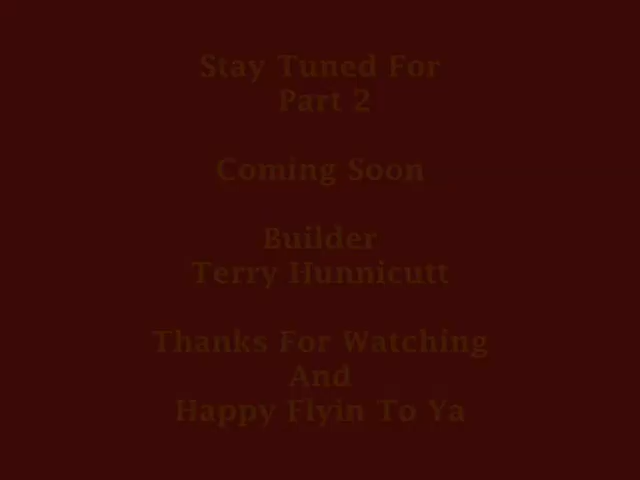 Stay Tuned For
Part 2
Coming Soon
Builder
Terry Hunnicutt
Thanks For Watching
And
Happy Flyin To Ya